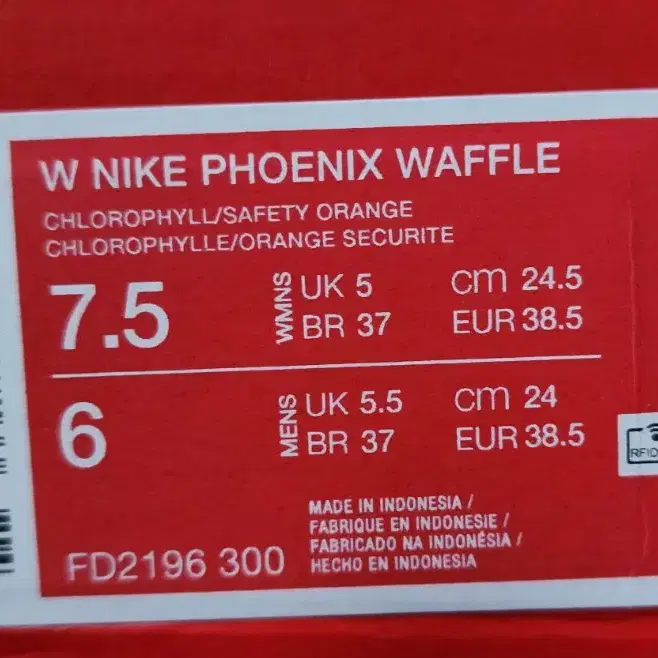 W NIKE PHOENIX WAFFLE
CHLOROPHYLL/SAFETY ORANGE
CHLOROPHYLLE/ORANGE SECURITE
7.5 WMNS UK 5 cm 24.5
BR 37 EUR 38.5
6 MENS UK 5.5 cm 24
BR 37 EUR 38.5
MADE IN INDONESIA /
FABRIQUE EN INDONESIE /
FABRICADO NA INDONÉSIA /
HECHO EN INDONESIA
FD2196 300
RFID